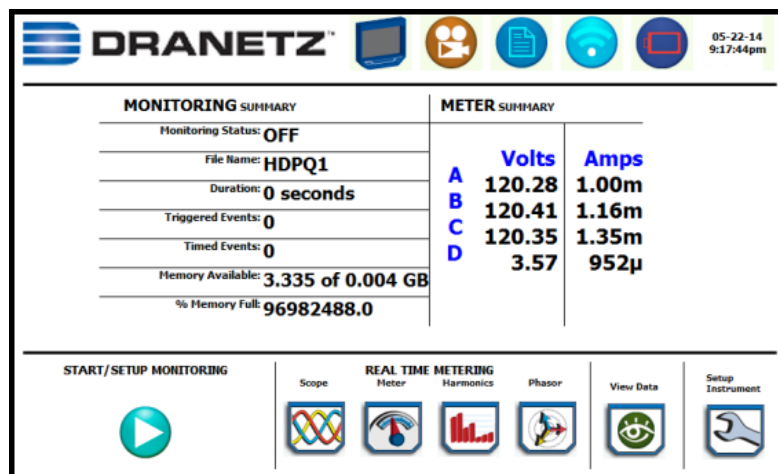 DRANETZ™
05-22-14
9:17:44pm
MONITORING SUMMARY
Monitoring Status: OFF
File Name: HDPQ1
Duration: 0 seconds
Triggered Events: 0
Timed Events: 0
Memory Available: 3.335 of 0.004 GB
% Memory Full: 96982488.0
METER SUMMARY
Volts Amps
A 120.28 1.00m
B 120.41 1.16m
C 120.35 1.35m
D 3.57 952µ
START/SETUP MONITORING
REAL TIME METERING
Scope Meter Harmonics Phasor
View Data
Setup
Instrument